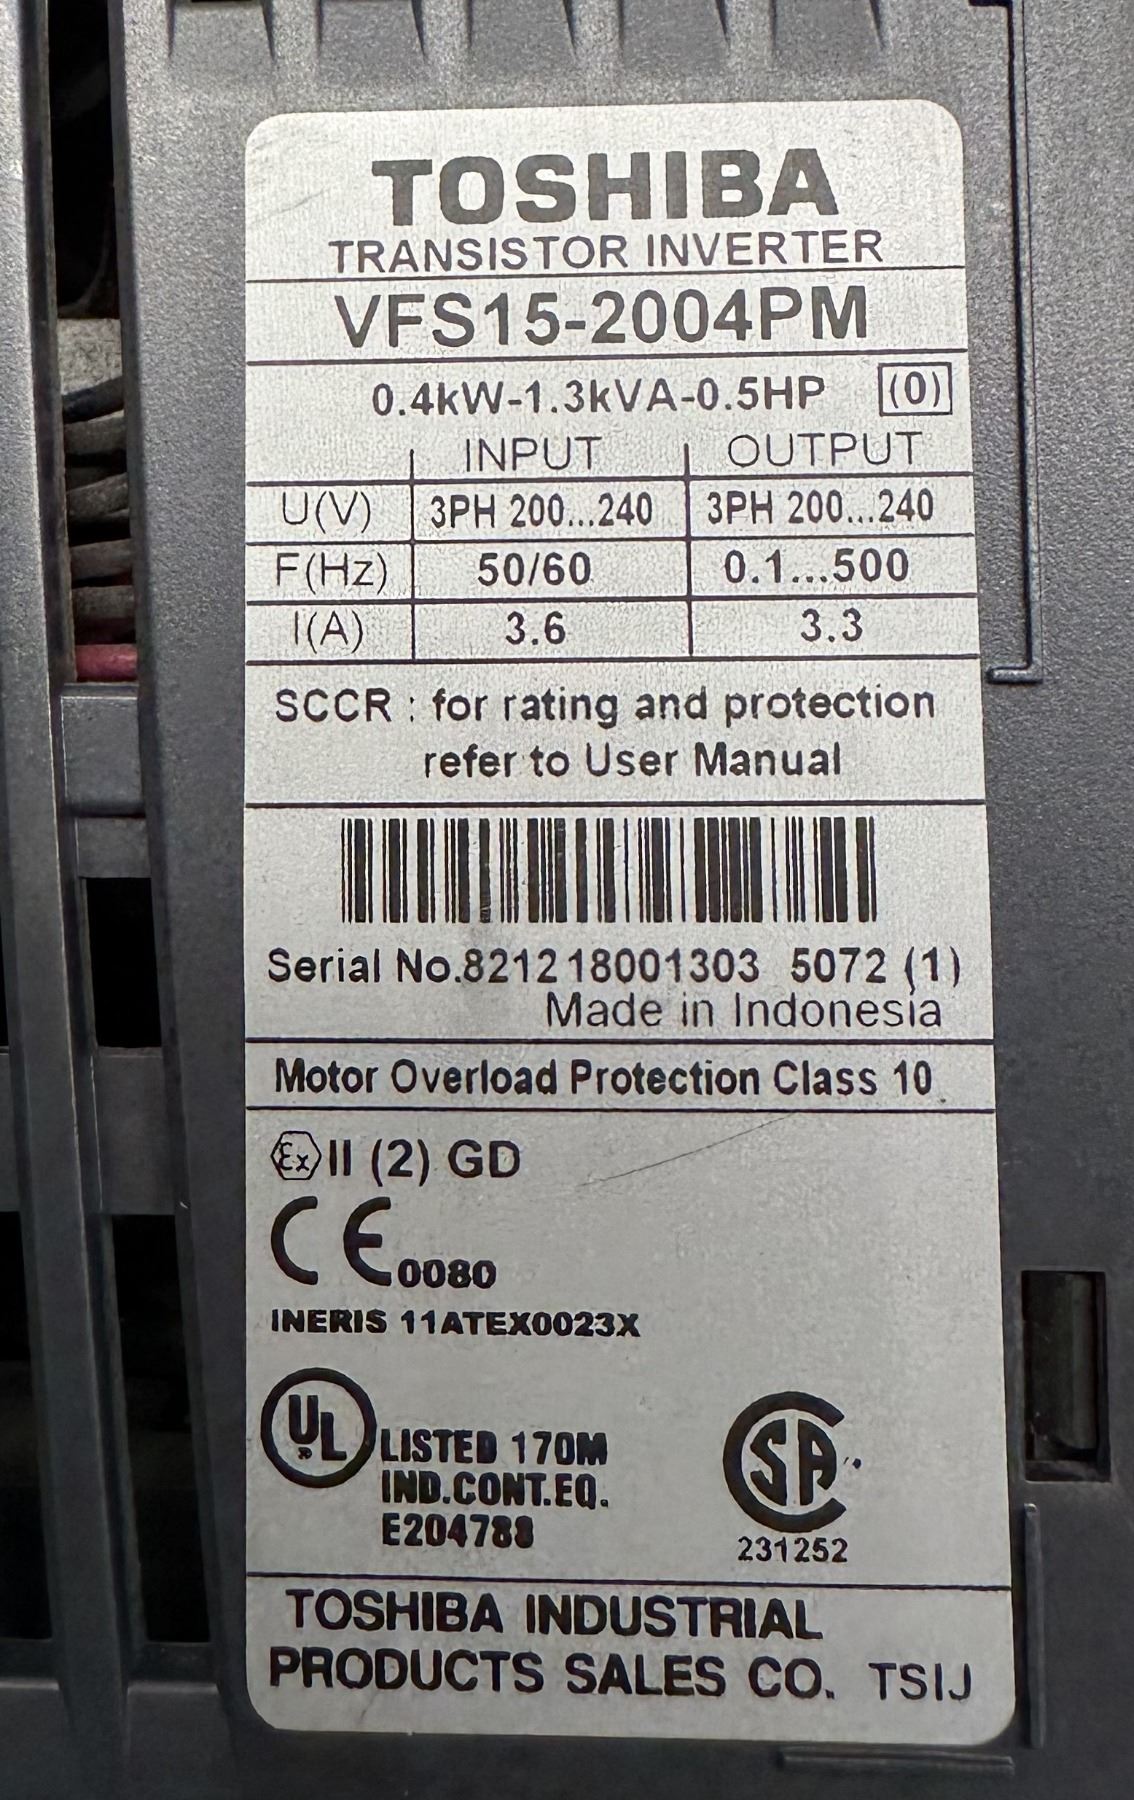 TOSHIBA
TRANSISTOR INVERTER
VFS15-2004PM
0.4kW-1.3kVA-0.5HP (0)
INPUT OUTPUT
U(V) 3PH 200...240 3PH 200...240
F(Hz) 50/60 0.1...500
I(A) 3.6 3.3
SCCR : for rating and protection
refer to User Manual
Serial No.8212 18001303 5072 (1)
Made in Indonesia
Motor Overload Protection Class 10
Ex II (2) GD
CE 0080
INERIS 11ATEX0023X
UL LISTED 170M
IND.CONT.EQ.
E204788
SA
231252
TOSHIBA INDUSTRIAL
PRODUCTS SALES CO. TSIJ